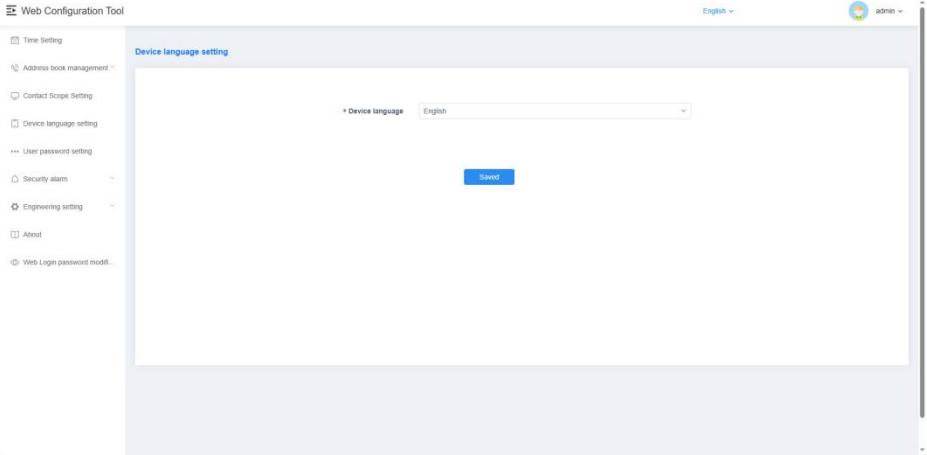 Web Configuration Tool
English
admin
Time Setting
Address book management
Contact Scope Setting
Device language setting
User password setting
Security alarm
Engineering setting
About
Web Login password modifi...
Device language setting
* Device language
English
Saved